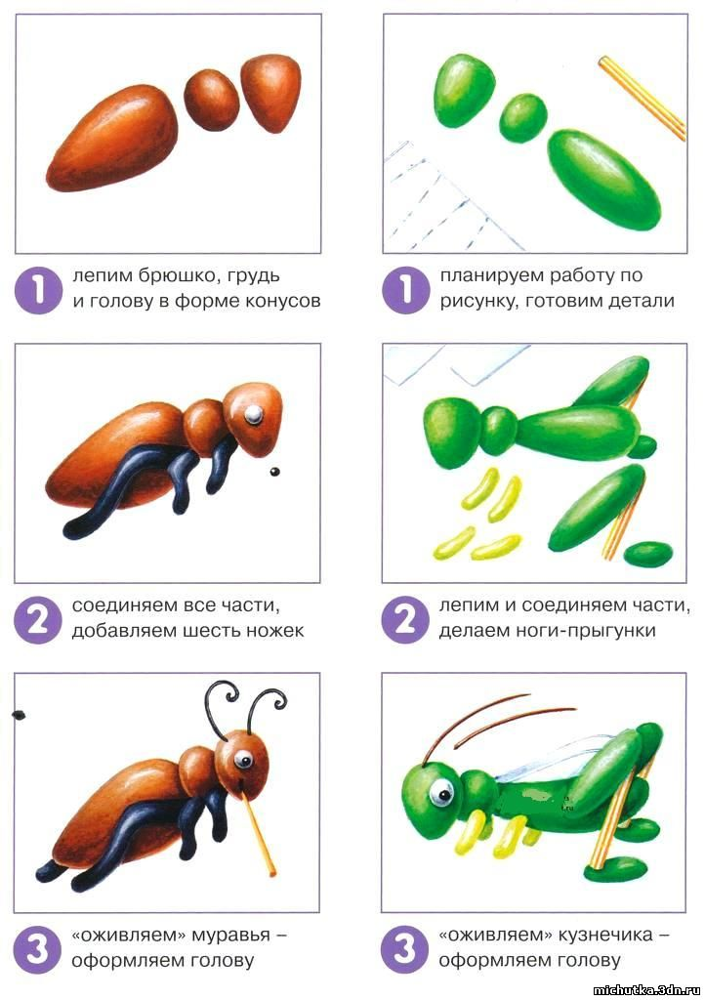 1
лепим брюшко, грудь
и голову в форме конусов
1
планируем работу по
рисунку, готовим детали
2
соединяем все части,
добавляем шесть ножек
2
лепим и соединяем части,
делаем ноги-прыгунки
3
«оживляем» муравья –
оформляем голову
3
«оживляем» кузнечика –
оформляем голову
michutka.3dn.ru